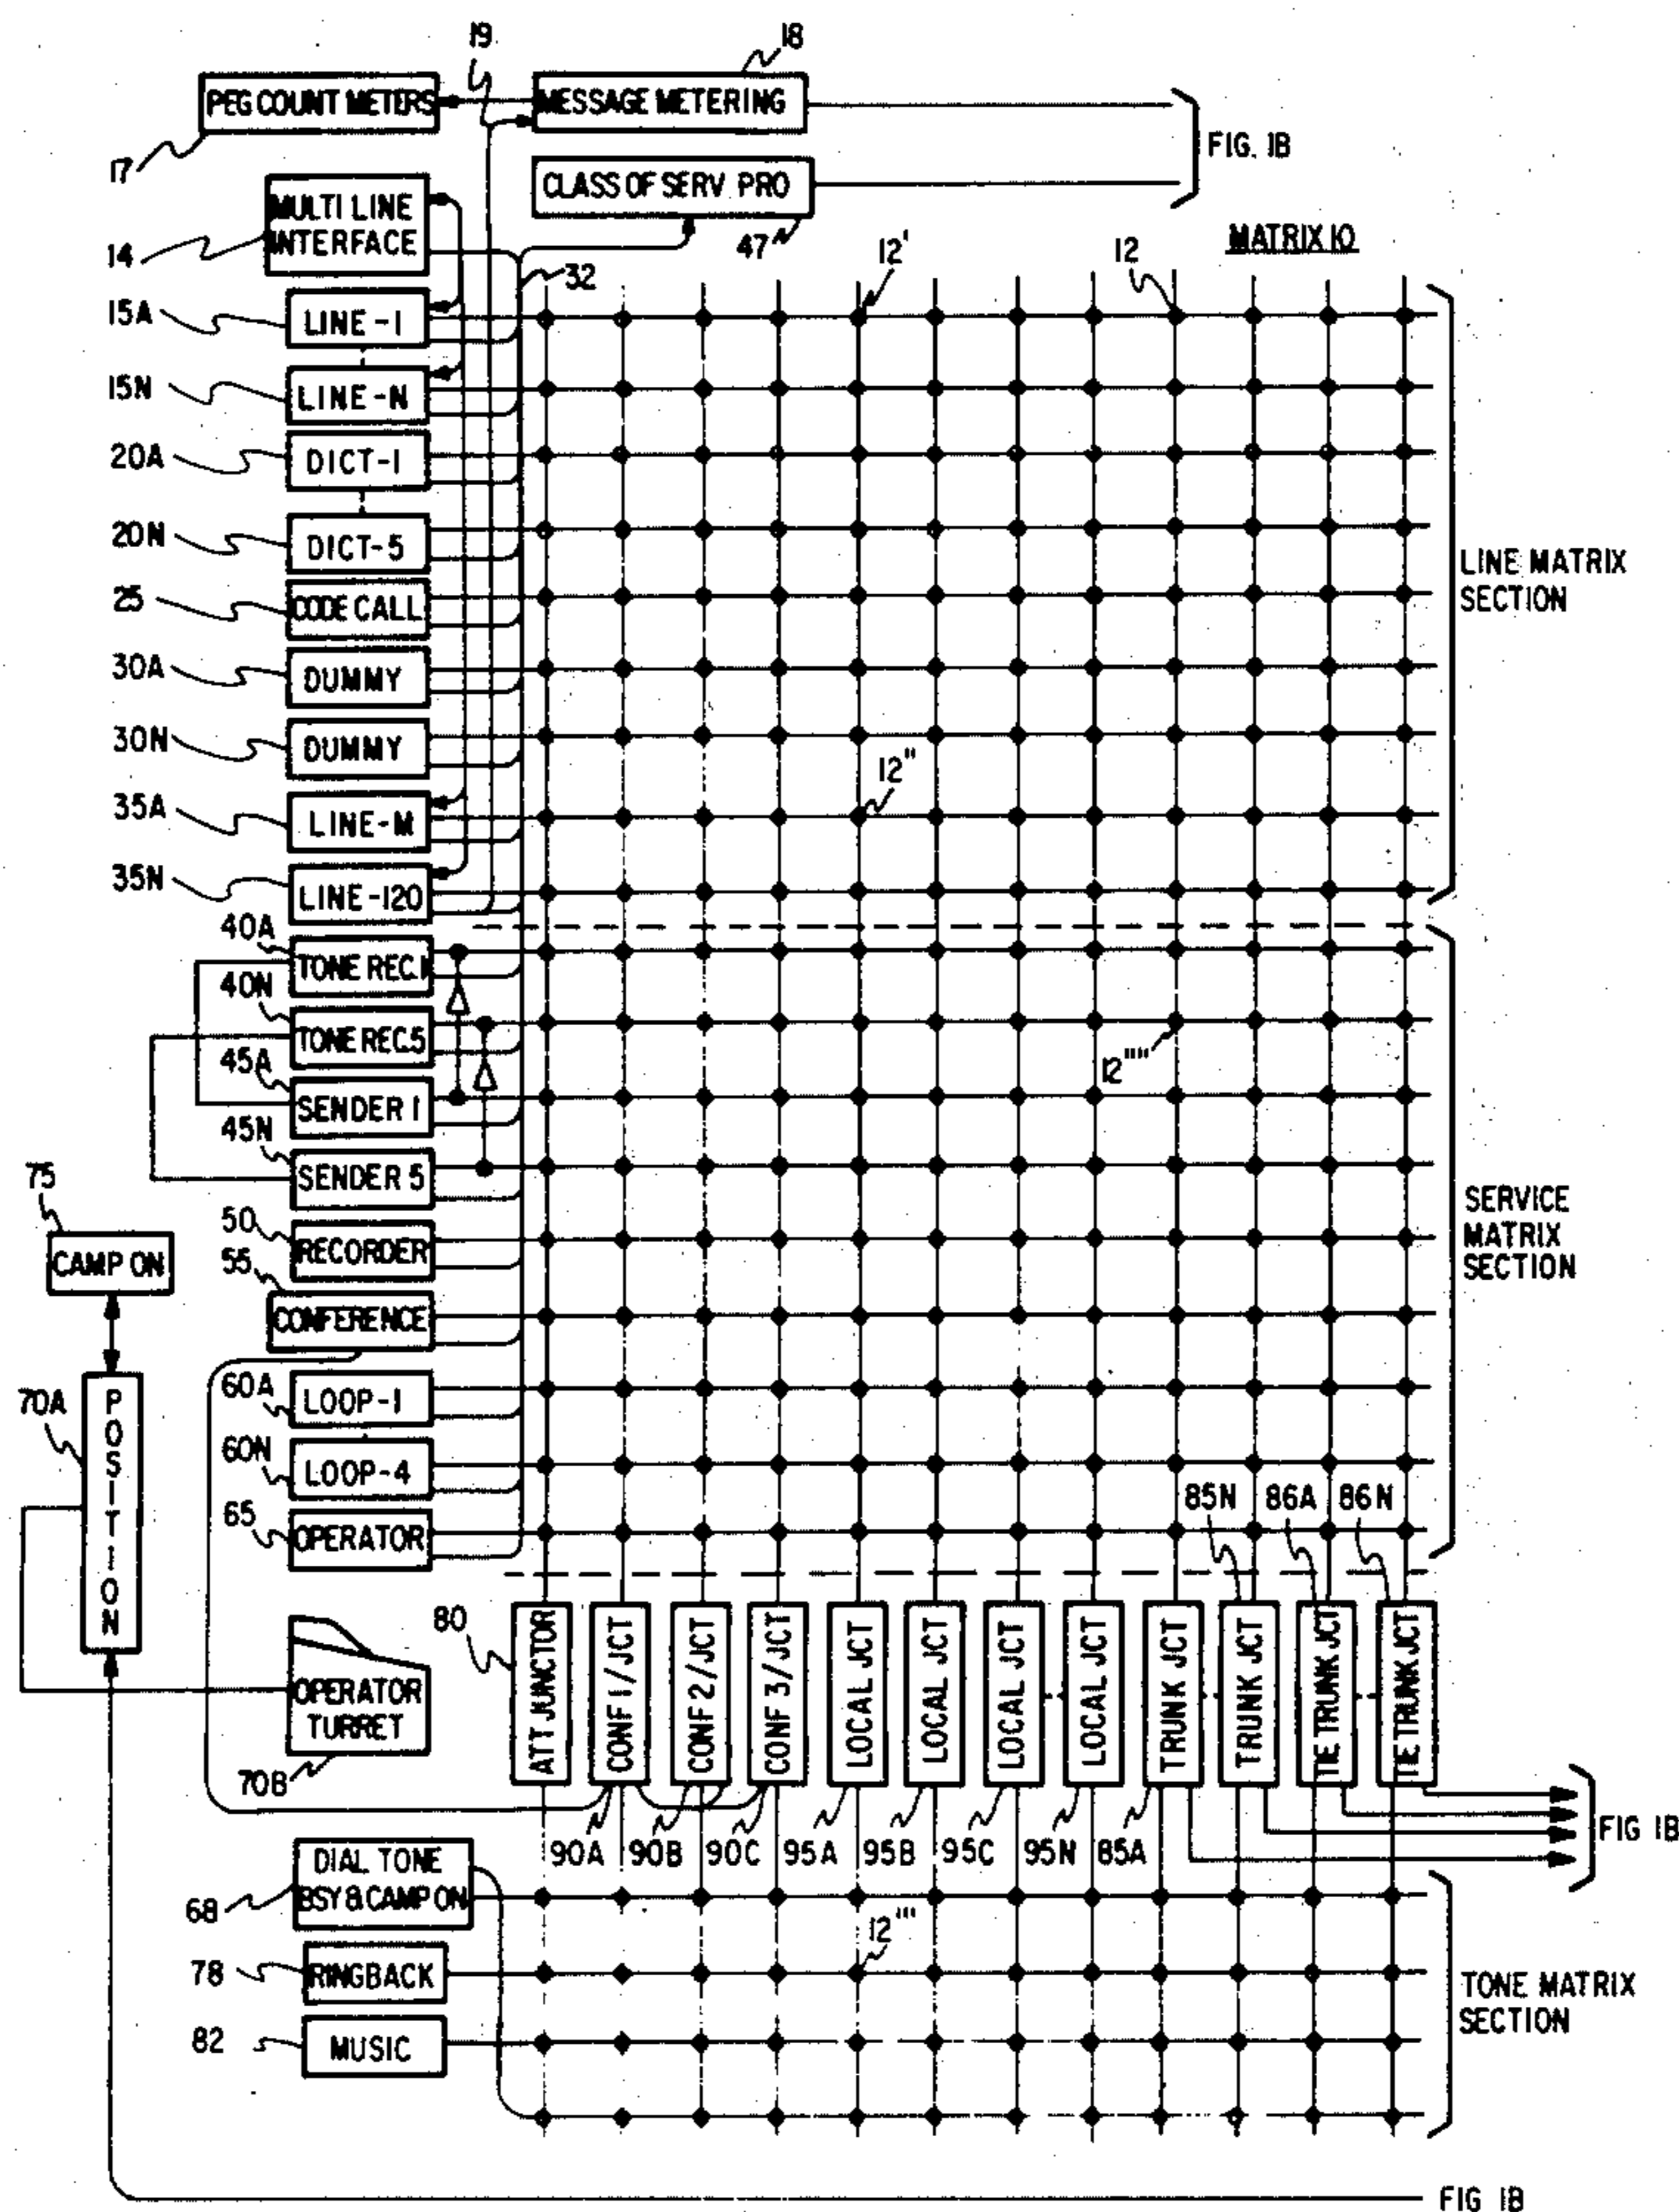 19
18
PEG COUNT METERS
MESSAGE METERING
17
FIG. 1B
CLASS OF SERV. PRO
MULTI LINE
INTERFACE
14
47
MATRIX 10
12'
12
32
15A
LINE-1
15N
LINE-N
20A
DICT-1
20N
DICT-5
LINE MATRIX
SECTION
25
CODE CALL
30A
DUMMY
30N
DUMMY
12"
35A
LINE-M
35N
LINE-120
40A
TONE REC.1
40N
TONE REC.5
12""
45A
SENDER 1
45N
SENDER 5
75
CAMP ON
50
RECORDER
SERVICE
MATRIX
SECTION
55
CONFERENCE
70A
POSITION
60A
LOOP-1
60N
LOOP-4
85N
86A
86N
65
OPERATOR
80
ATT JUNCTOR
CONF 1/JCT
CONF 2/JCT
CONF 3/JCT
LOCAL JCT
LOCAL JCT
LOCAL JCT
LOCAL JCT
TRUNK JCT
TRUNK JCT
TIE TRUNK JCT
TIE TRUNK JCT
OPERATOR
TURRET
70B
FIG 1B
90A
90B
90C
95A
95B
95C
95N
85A
DIAL TONE
BSY & CAMP ON
68
12'''
78
RINGBACK
TONE MATRIX
SECTION
82
MUSIC
FIG 1B